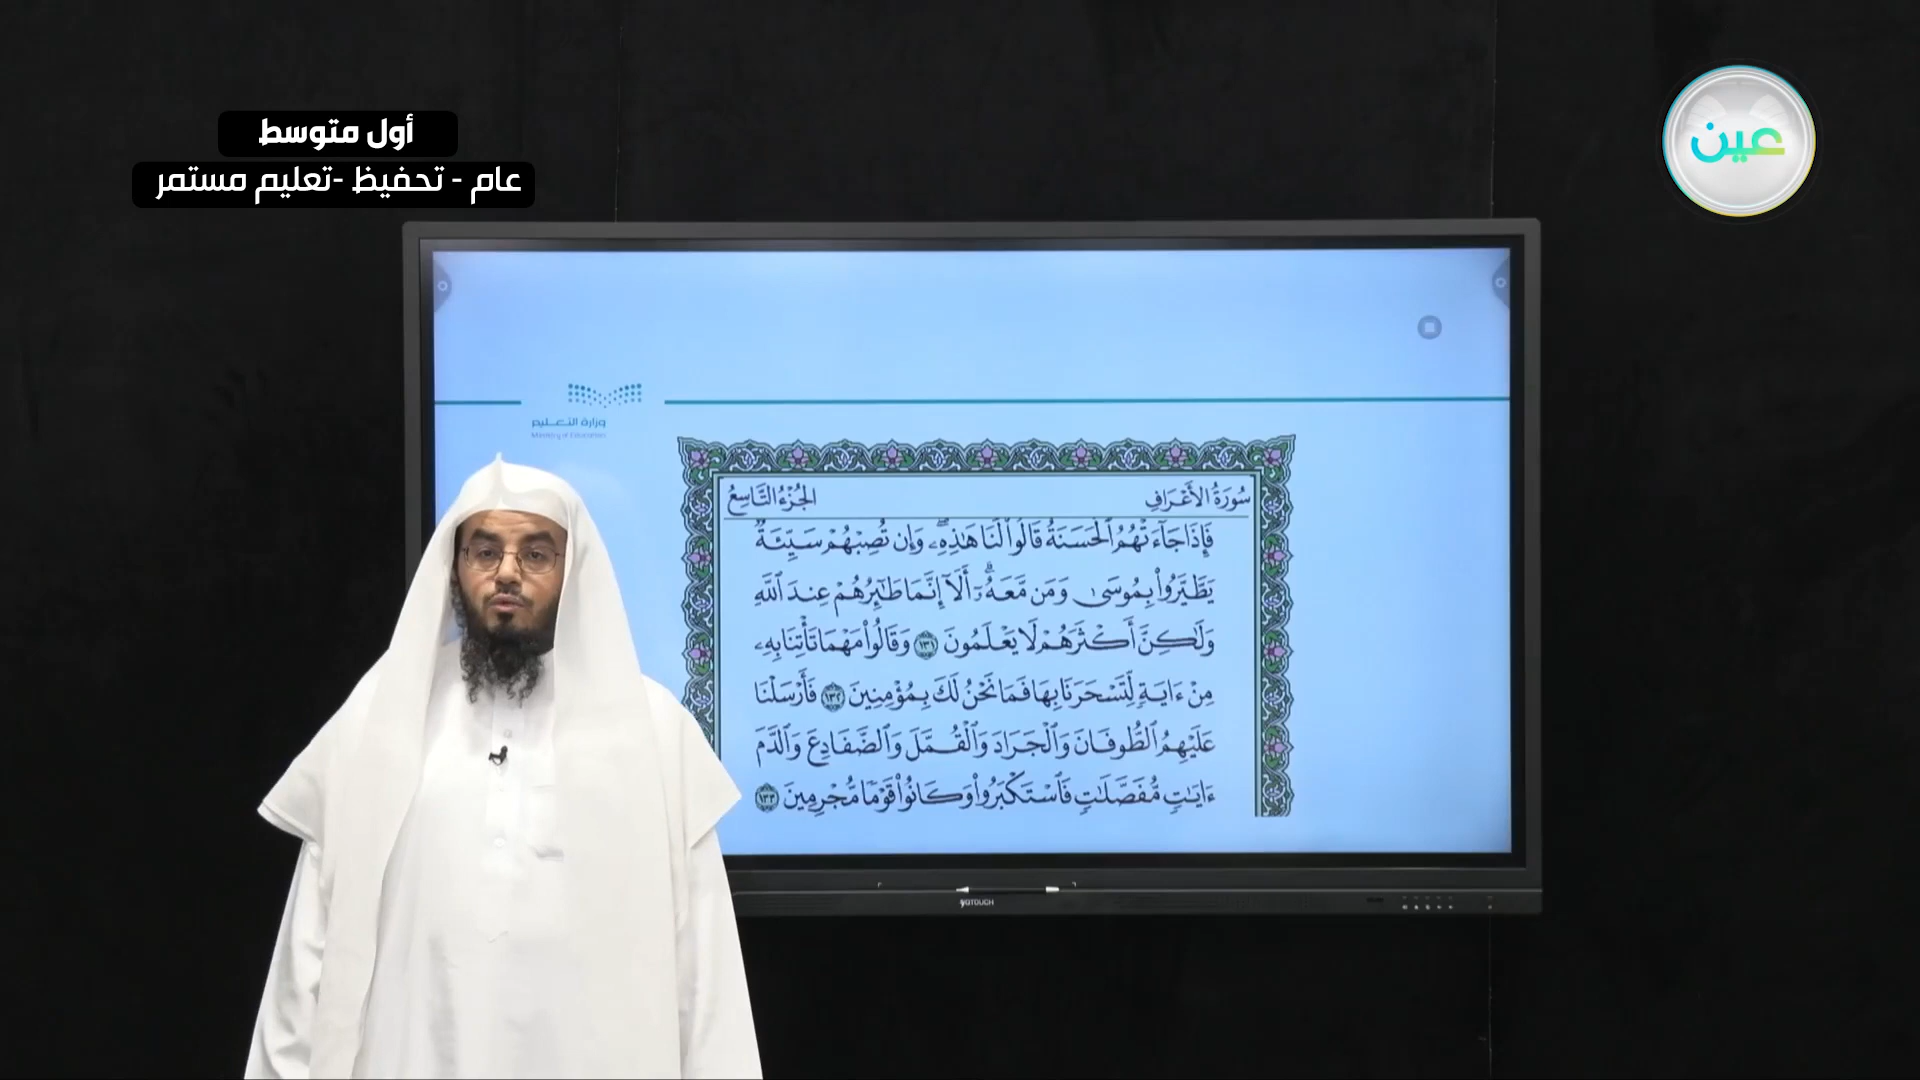 أول متوسط
عام - تحفيظ -تعليم مستمر
عين
وزارة التعليم
Ministry of Education
سُورَةُ الأَعْرَافِ
الجُزْءُ التَّاسِعُ
فَإِذَا جَآءَتْهُمُ ٱلْحَسَنَةُ قَالُوا۟ لَنَا هَـٰذِهِۦۖ وَإِن تُصِبْهُمْ سَيِّئَةٌ
يَطَّيَّرُوا۟ بِمُوسَىٰ وَمَن مَّعَهُۥٓۗ أَلَآ إِنَّمَا طَـٰٓئِرُهُمْ عِندَ ٱللَّهِ
وَلَـٰكِنَّ أَكْثَرَهُمْ لَا يَعْلَمُونَ ١٣١ وَقَالُوا۟ مَهْمَا تَأْتِنَا بِهِۦ
مِنْ ءَايَةٍ لِّتَسْحَرَنَا بِهَا فَمَا نَحْنُ لَكَ بِمُؤْمِنِينَ ١٣٢ فَأَرْسَلْنَا
عَلَيْهِمُ ٱلطُّوفَانَ وَٱلْجَرَادَ وَٱلْقُمَّلَ وَٱلضَّفَادِعَ وَٱلدَّمَ
ءَايَـٰتٍ مُّفَصَّلَـٰتٍ فَٱسْتَكْبَرُوا۟ وَكَانُوا۟ قَوْمًا مُّجْرِمِينَ ١٣٣